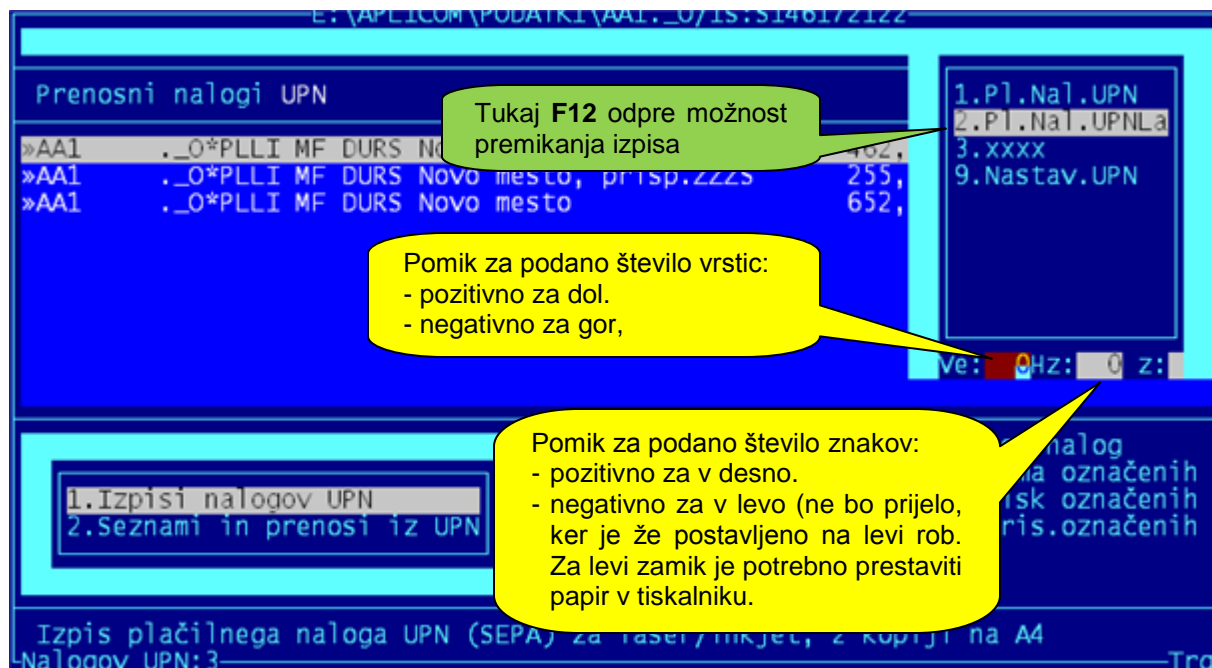 E:\APLICOM\PODATKI\AA1._O/IS:S146172122
Prenosni nalogi UPN
»AA1 ._O*PLLI MF DURS No 462,
»AA1 ._O*PLLI MF DURS Novo mesto, prisp.ZZZS 255,
»AA1 ._O*PLLI MF DURS Novo mesto 652,
Tukaj F12 odpre možnost
premikanja izpisa
1.Pl.Nal.UPN
2.Pl.Nal.UPNLa
3.xxxx
9.Nastav.UPN
Pomik za podano število vrstic:
- pozitivno za dol.
- negativno za gor,
Ve: 0Hz: 0 z:
Pomik za podano število znakov:
- pozitivno za v desno.
- negativno za v levo (ne bo prijelo,
ker je že postavljeno na levi rob.
Za levi zamik je potrebno prestaviti
papir v tiskalniku.
1.Izpisi nalogov UPN
2.Seznami in prenosi iz UPN
nalog
označenih
isk označenih
ris.označenih
Izpis plačilnega naloga UPN (SEPA) za laser/inkjet, 2 kopiji na A4
Nalogov UPN:3